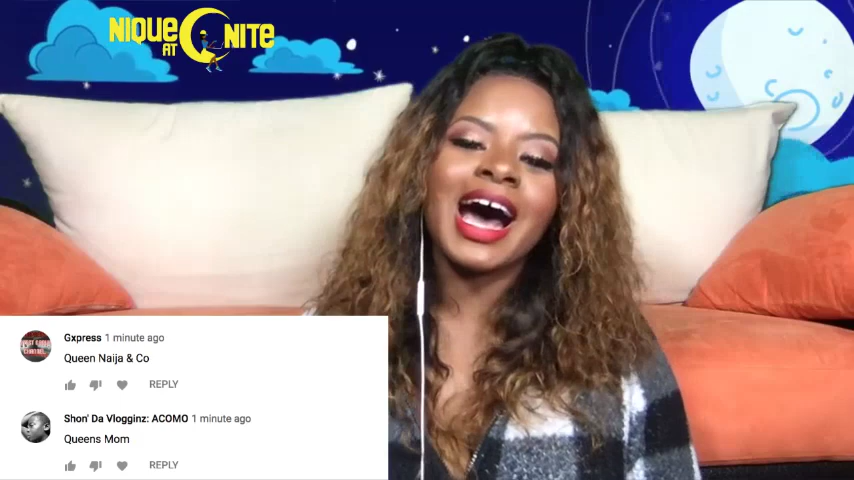 NIQUE
AT NITE
Gxpress 1 minute ago
Queen Naija & Co
REPLY
Shon' Da Vlogginz: ACOMO 1 minute ago
Queens Mom
REPLY